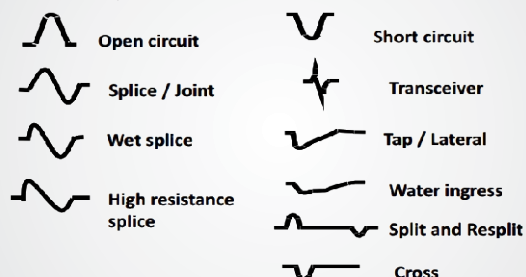 Open circuit
Splice / Joint
Wet splice
High resistance
splice
Short circuit
Transceiver
Tap / Lateral
Water ingress
Split and Resplit
Cross